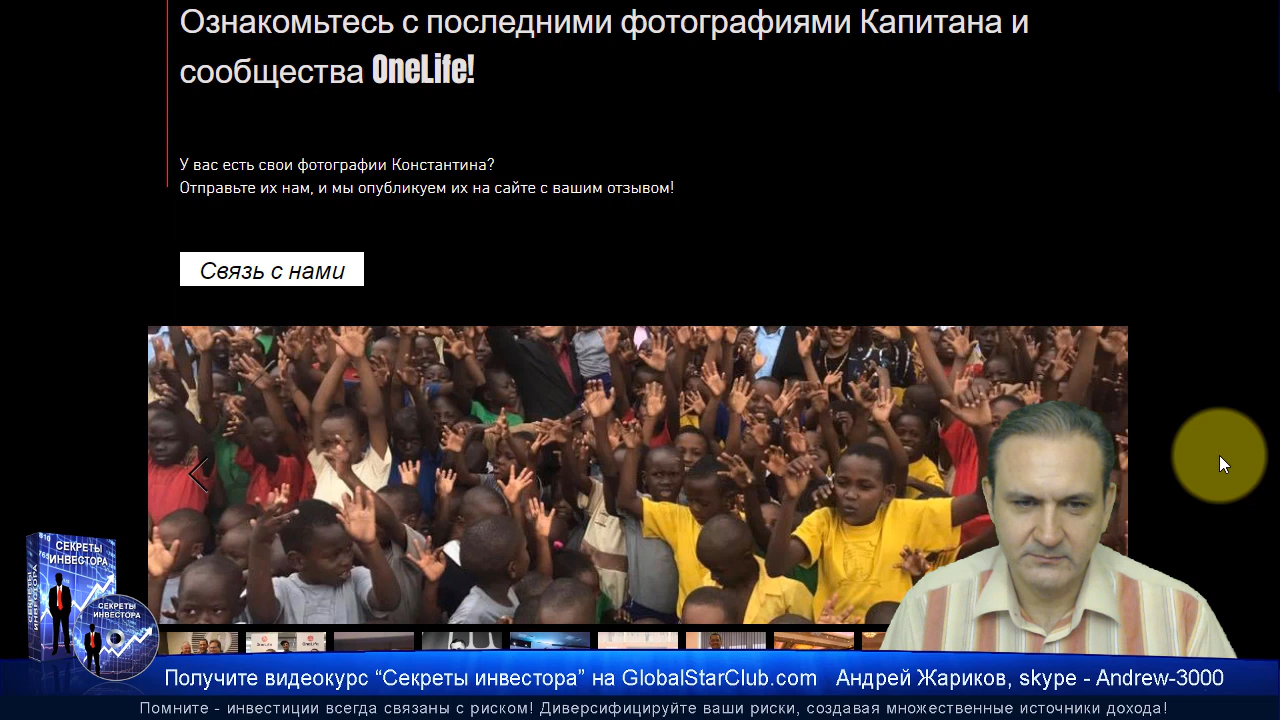 Ознакомьтесь с последними фотографиями Капитана и
сообщества OneLife!
У вас есть свои фотографии Константина?
Отправьте их нам, и мы опубликуем их на сайте с вашим отзывом!
Связь с нами
СЕКРЕТЫ
ИНВЕСТОРА
СЕКРЕТЫ
ИНВЕСТОРА
OneLife
Получите видеокурс “Секреты инвестора” на GlobalStarClub.com Андрей Жариков, skype - Andrew-3000
Помните - инвестиции всегда связаны с риском! Диверсифицируйте ваши риски, создавая множественные источники дохода!